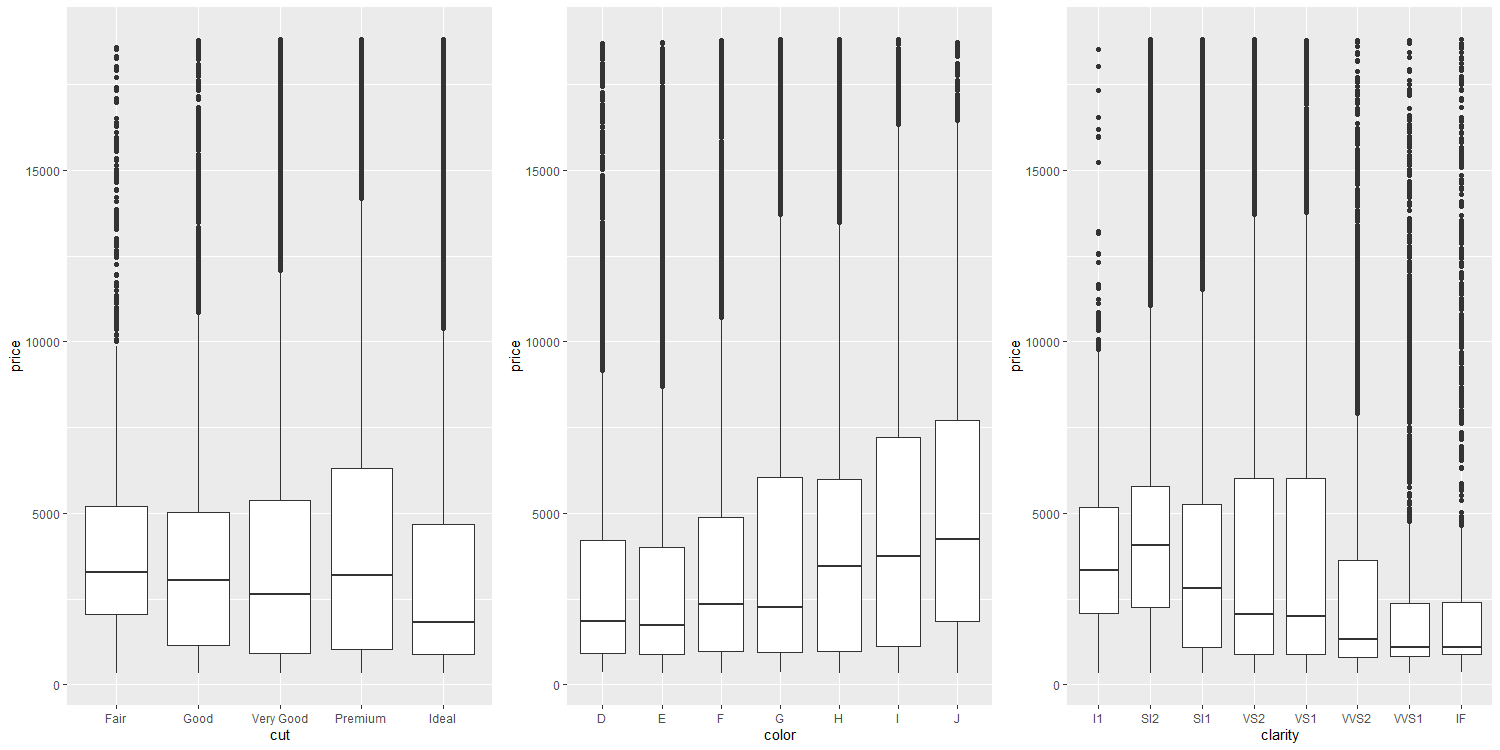 price
15000
10000
5000
0
Fair Good Very Good Premium Ideal
cut
price
15000
10000
5000
0
D E F G H I J
color
price
15000
10000
5000
0
I1 SI2 SI1 VS2 VS1 VVS2 VVS1 IF
clarity